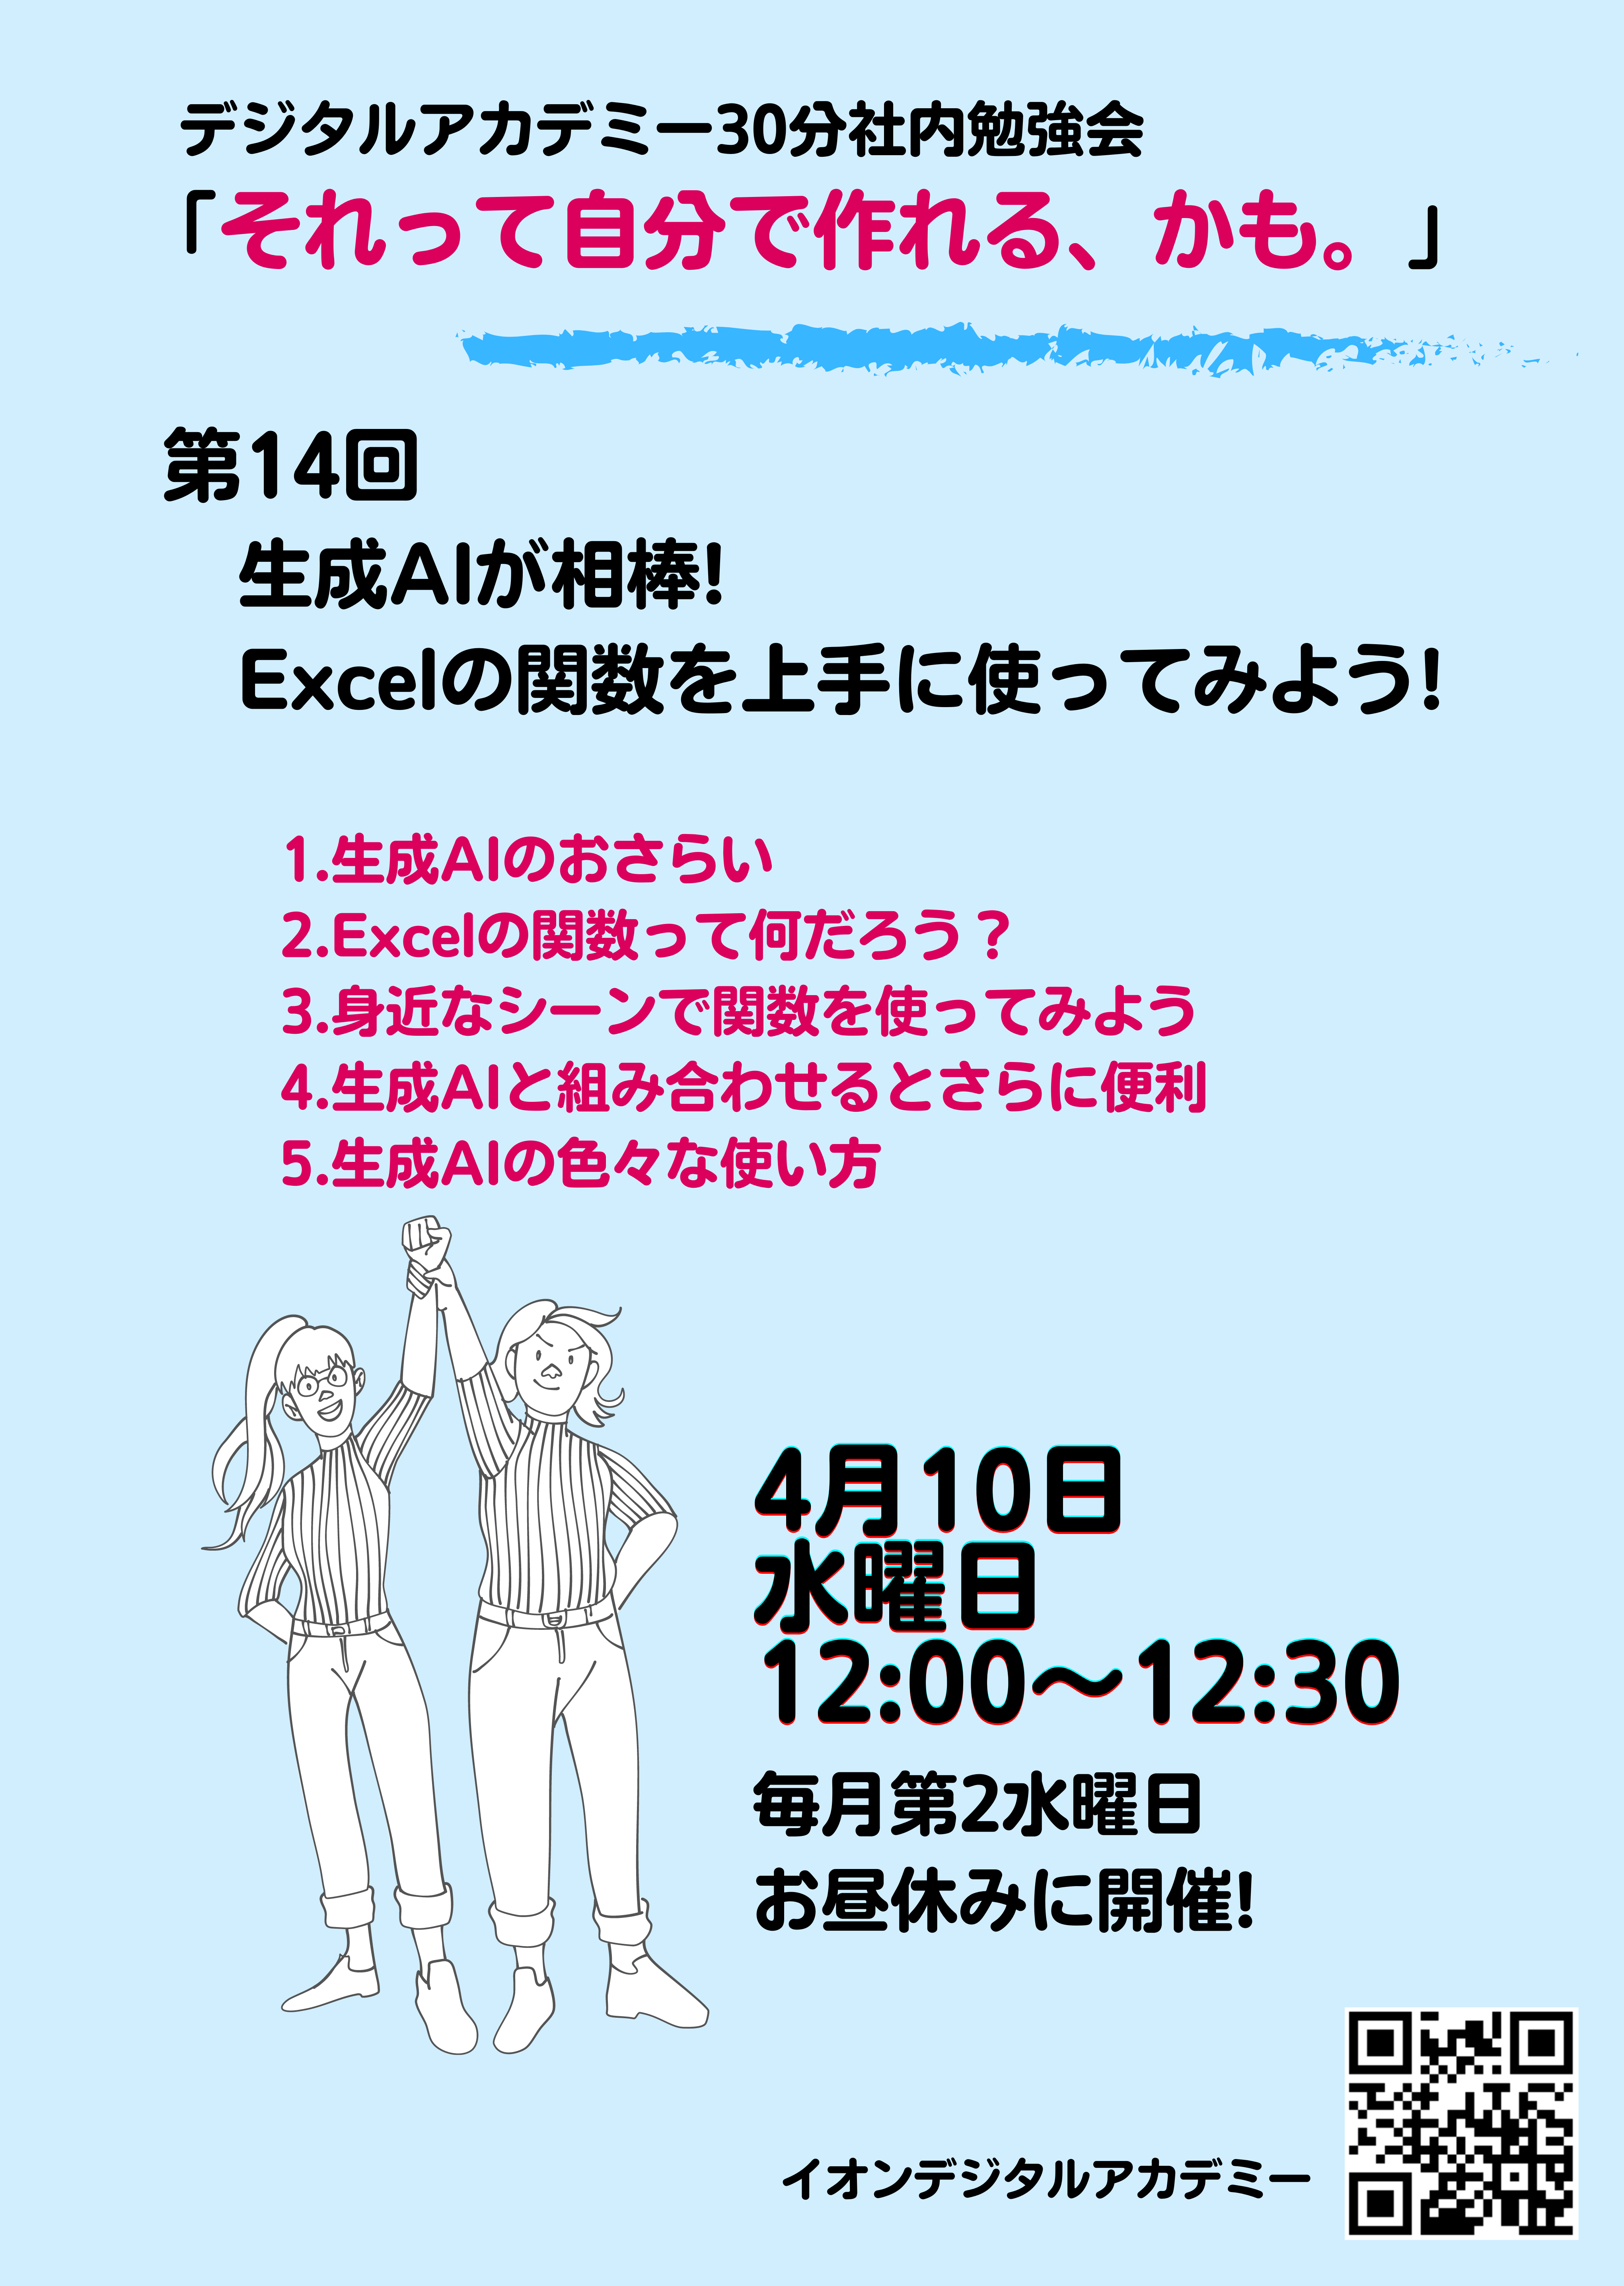 デジタルアカデミー30分社内勉強会
「それって自分で作れる、かも。」
第14回
生成AIが相棒!
Excelの関数を上手に使ってみよう!
1.生成AIのおさらい
2.Excelの関数って何だろう？
3.身近なシーンで関数を使ってみよう
4.生成AIと組み合わせるとさらに便利
5.生成AIの色々な使い方
4月10日
水曜日
12:00〜12:30
毎月第2水曜日
お昼休みに開催!
イオンデジタルアカデミー